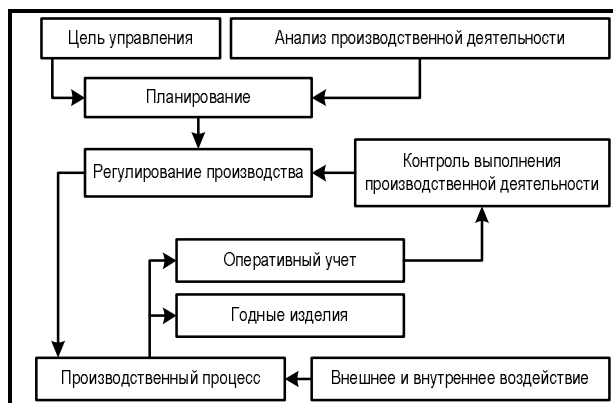 Цель управления
Анализ производственной деятельности
Планирование
Регулирование производства
Контроль выполнения
производственной деятельности
Оперативный учет
Годные изделия
Производственный процесс
Внешнее и внутреннее воздействие